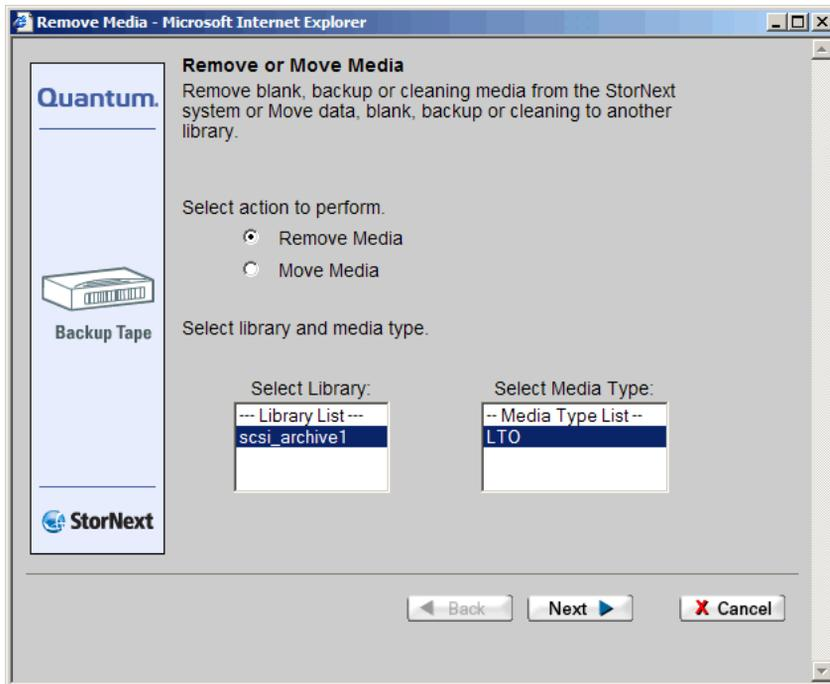 Remove Media - Microsoft Internet Explorer
Quantum.
Remove or Move Media
Remove blank, backup or cleaning media from the StorNext
system or Move data, blank, backup or cleaning to another
library.
Select action to perform.
Remove Media
Move Media
Backup Tape
Select library and media type.
Select Library:
--- Library List ---
scsi_archive1
Select Media Type:
-- Media Type List --
LTO
StorNext
Back
Next
X Cancel